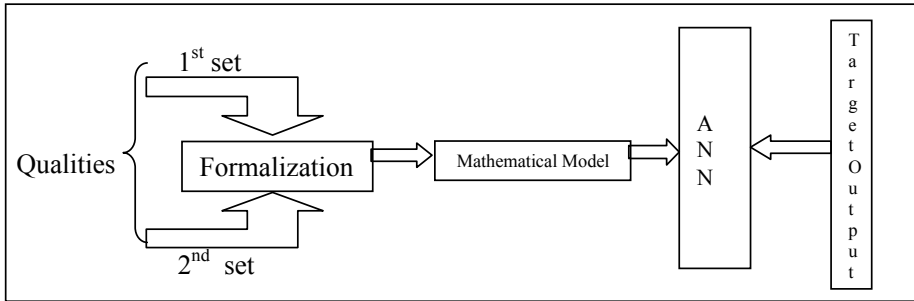 1st set
Qualities
Formalization
2nd set
Mathematical Model
A
N
N
T
a
r
g
e
t
O
u
t
p
u
t